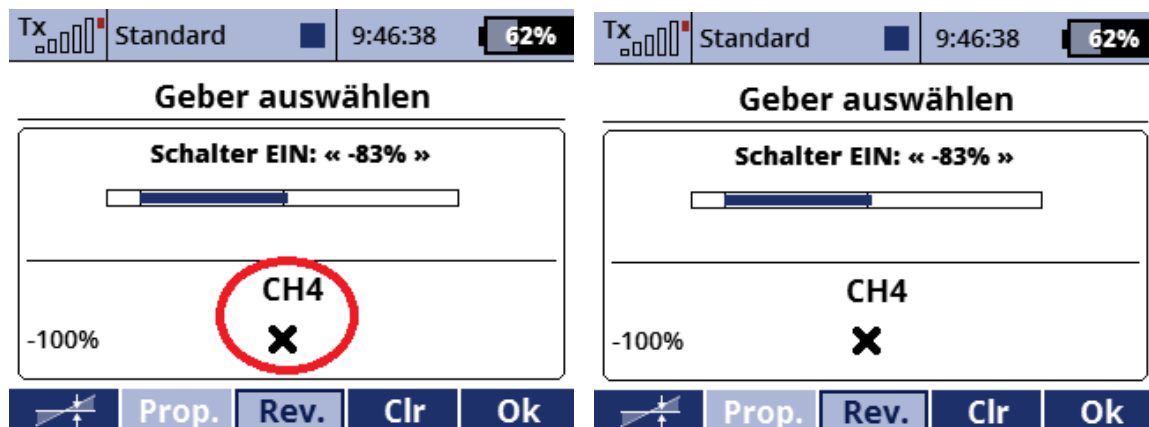 Tx Standard 9:46:38 62%
Geber auswählen
Schalter EIN: « -83% »
CH4
-100%
Prop. Rev. Clr Ok
Tx Standard 9:46:38 62%
Geber auswählen
Schalter EIN: « -83% »
CH4
-100%
Prop. Rev. Clr Ok